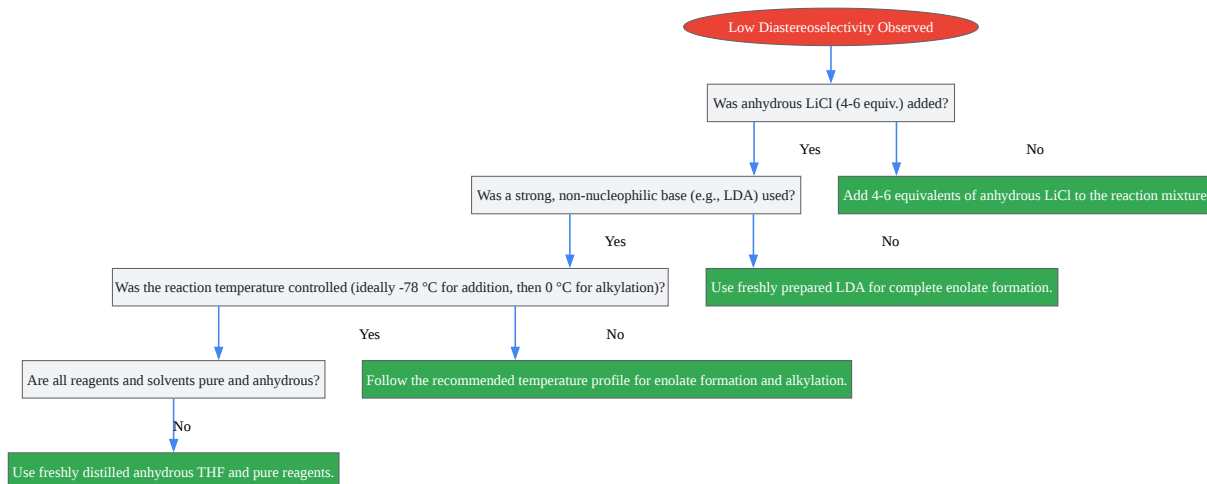 Low Diastereoselectivity Observed
Was anhydrous LiCl (4-6 equiv.) added?
Yes
No
Was a strong, non-nucleophilic base (e.g., LDA) used?
Add 4-6 equivalents of anhydrous LiCl to the reaction mixture
Yes
No
Was the reaction temperature controlled (ideally -78 °C for addition, then 0 °C for alkylation)?
Use freshly prepared LDA for complete enolate formation.
Yes
No
Are all reagents and solvents pure and anhydrous?
Follow the recommended temperature profile for enolate formation and alkylation.
No
Use freshly distilled anhydrous THF and pure reagents.